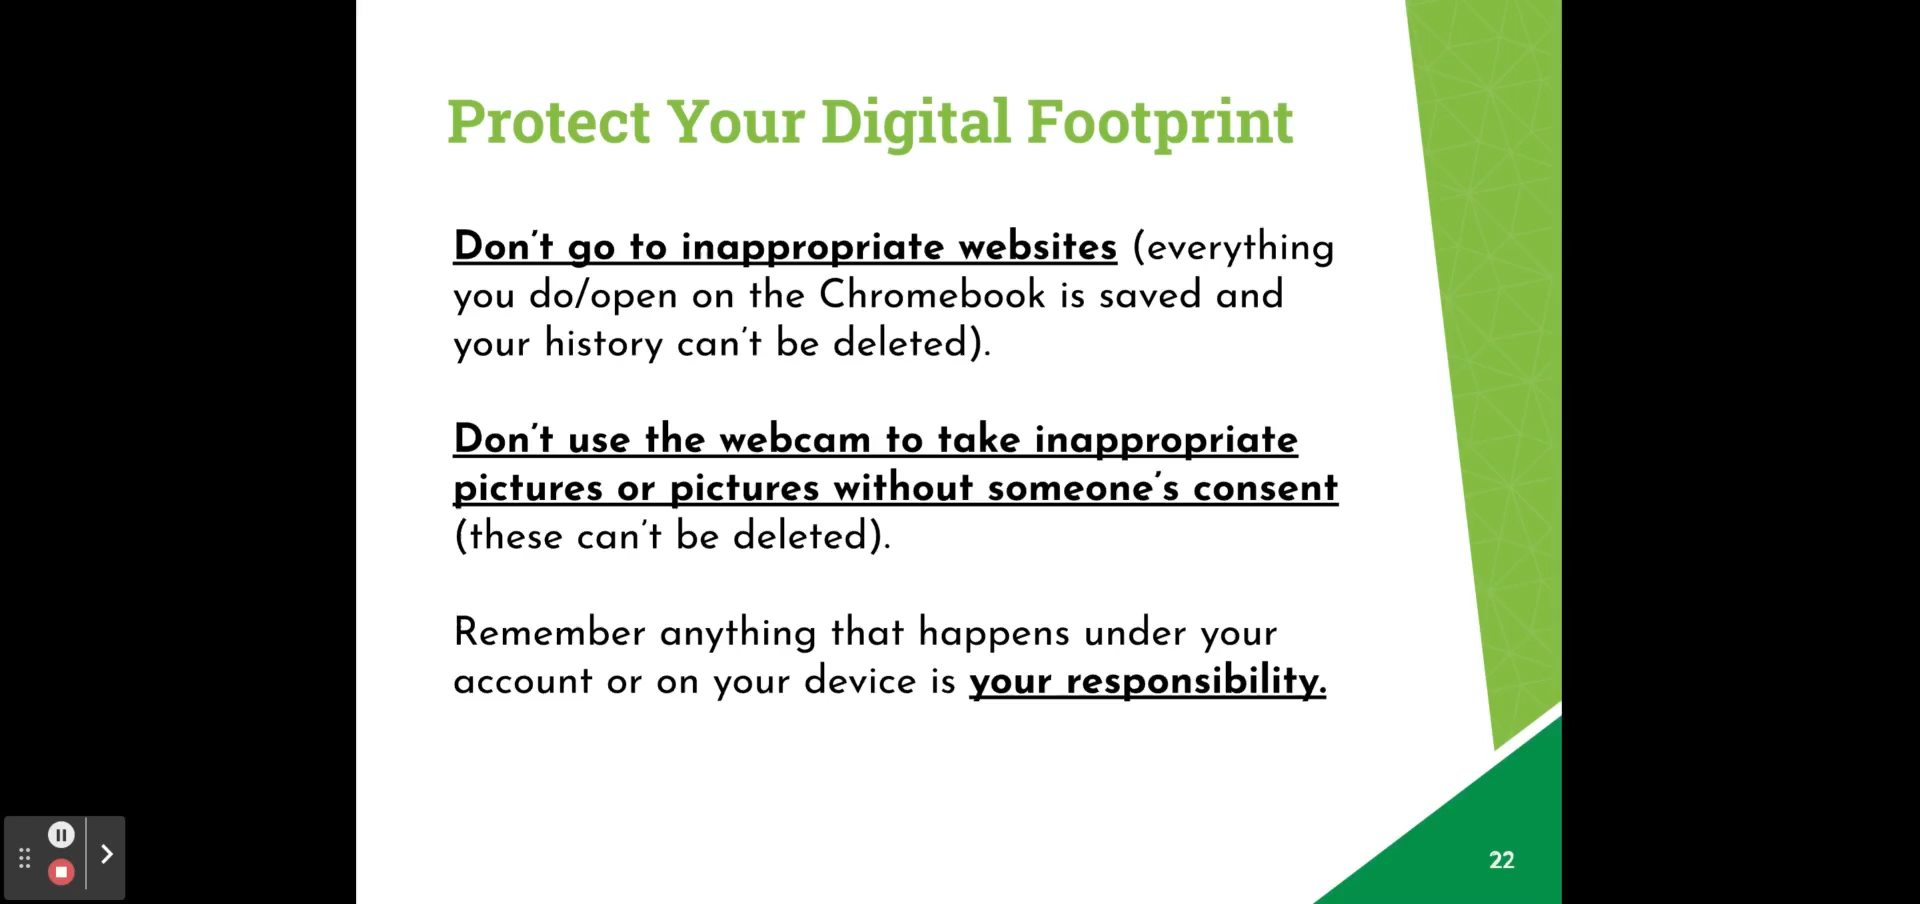 Protect Your Digital Footprint
Don’t go to inappropriate websites (everything
you do/open on the Chromebook is saved and
your history can’t be deleted).
Don’t use the webcam to take inappropriate
pictures or pictures without someone’s consent
(these can’t be deleted).
Remember anything that happens under your
account or on your device is your responsibility.
22